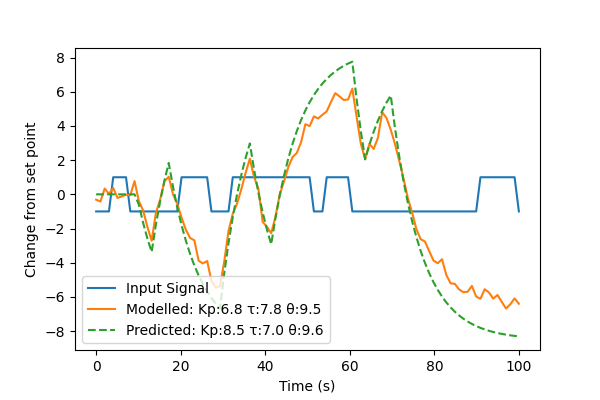 8
6
4
2
0
−2
−4
−6
−8
Change from set point
Input Signal
Modelled: Kp:6.8 τ:7.8 θ:9.5
Predicted: Kp:8.5 τ:7.0 θ:9.6
0 20 40 60 80 100
Time (s)